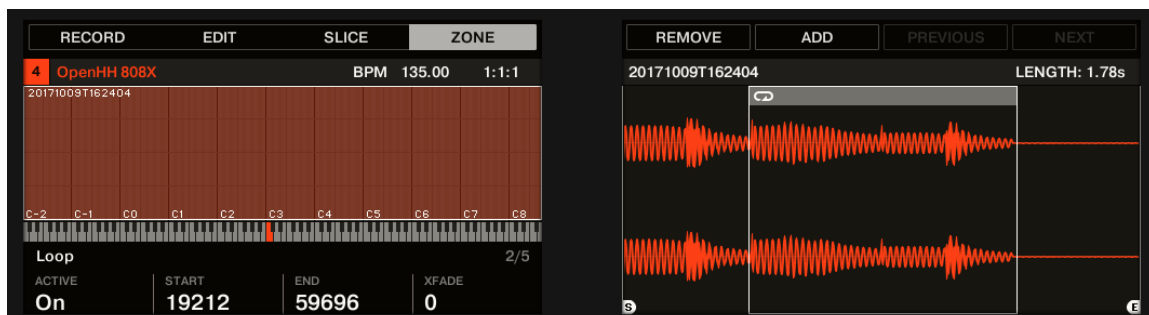 RECORD EDIT SLICE ZONE
4 OpenHH 808X BPM 135.00 1:1:1
20171009T162404
C-2 C-1 C0 C1 C2 C3 C4 C5 C6 C7 C8
Loop 2/5
ACTIVE START END XFADE
On 19212 59696 0
REMOVE ADD PREVIOUS NEXT
20171009T162404 LENGTH: 1.78s
S E